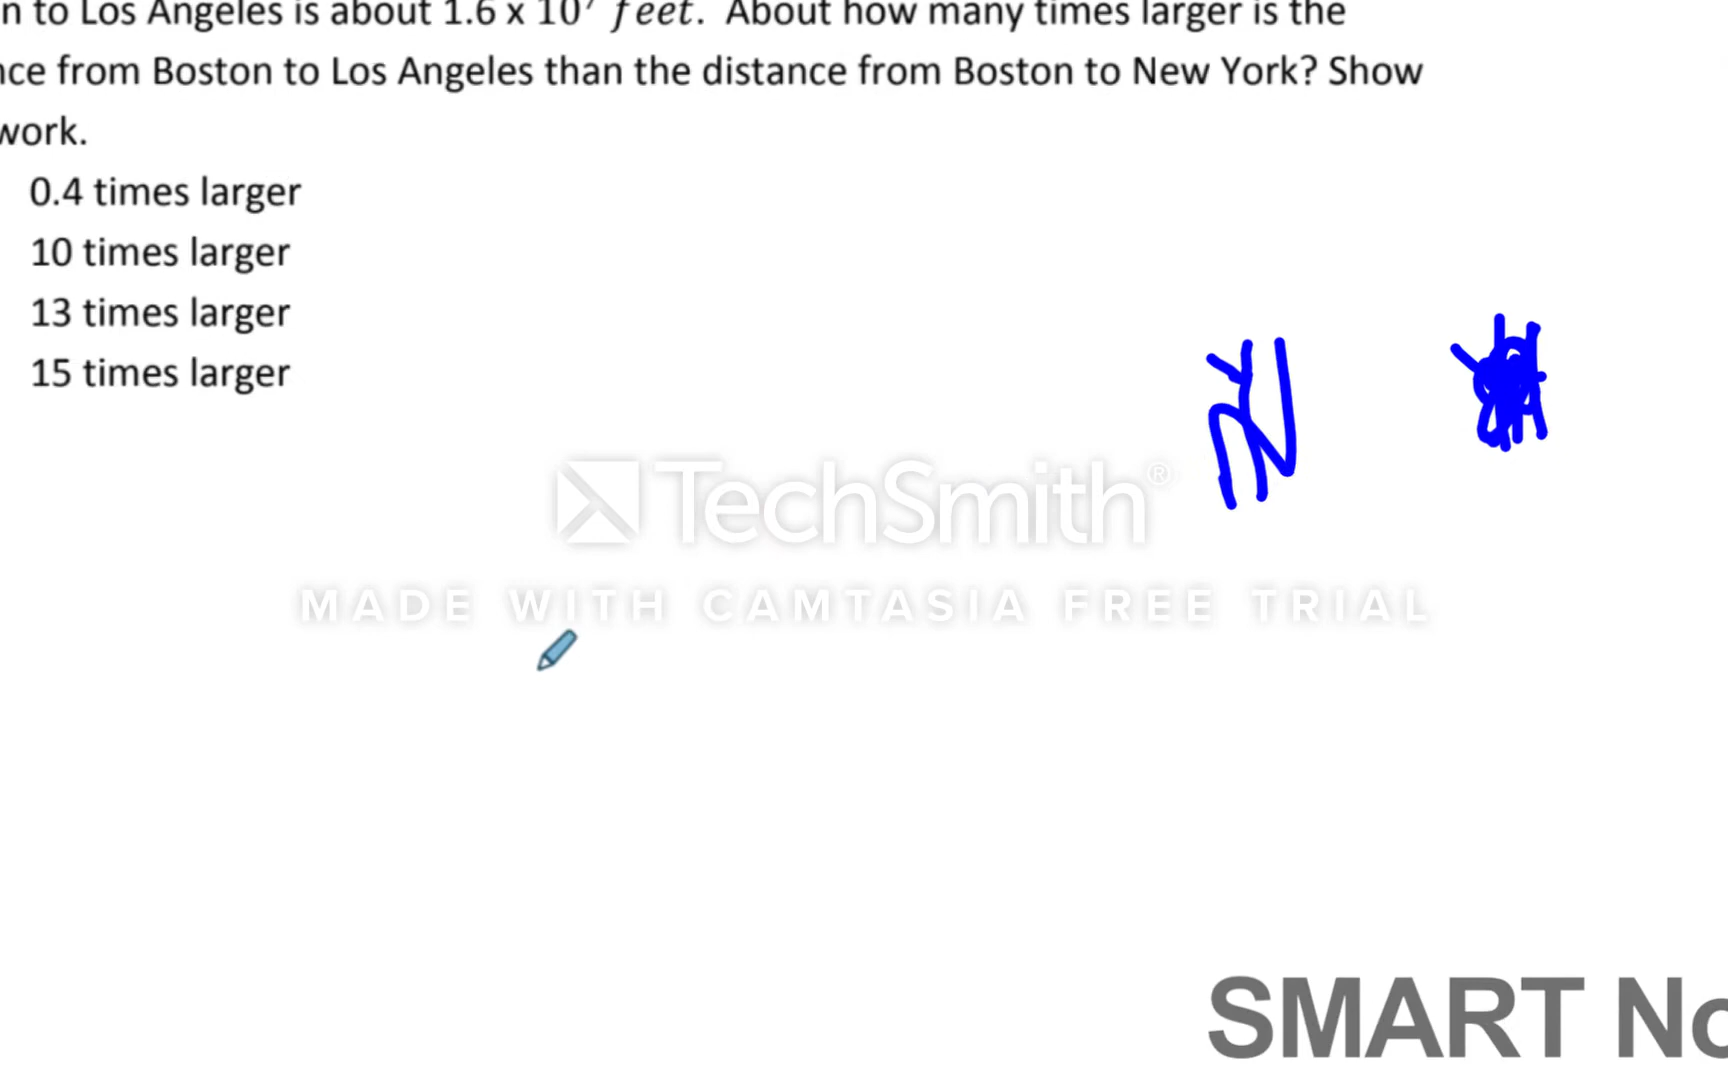 n to Los Angeles is about 1.6 x 10⁷ feet. About how many times larger is the
nce from Boston to Los Angeles than the distance from Boston to New York? Show
work.
0.4 times larger
10 times larger
13 times larger
15 times larger
TechSmith®
MADE WITH CAMTASIA FREE TRIAL
SMART No